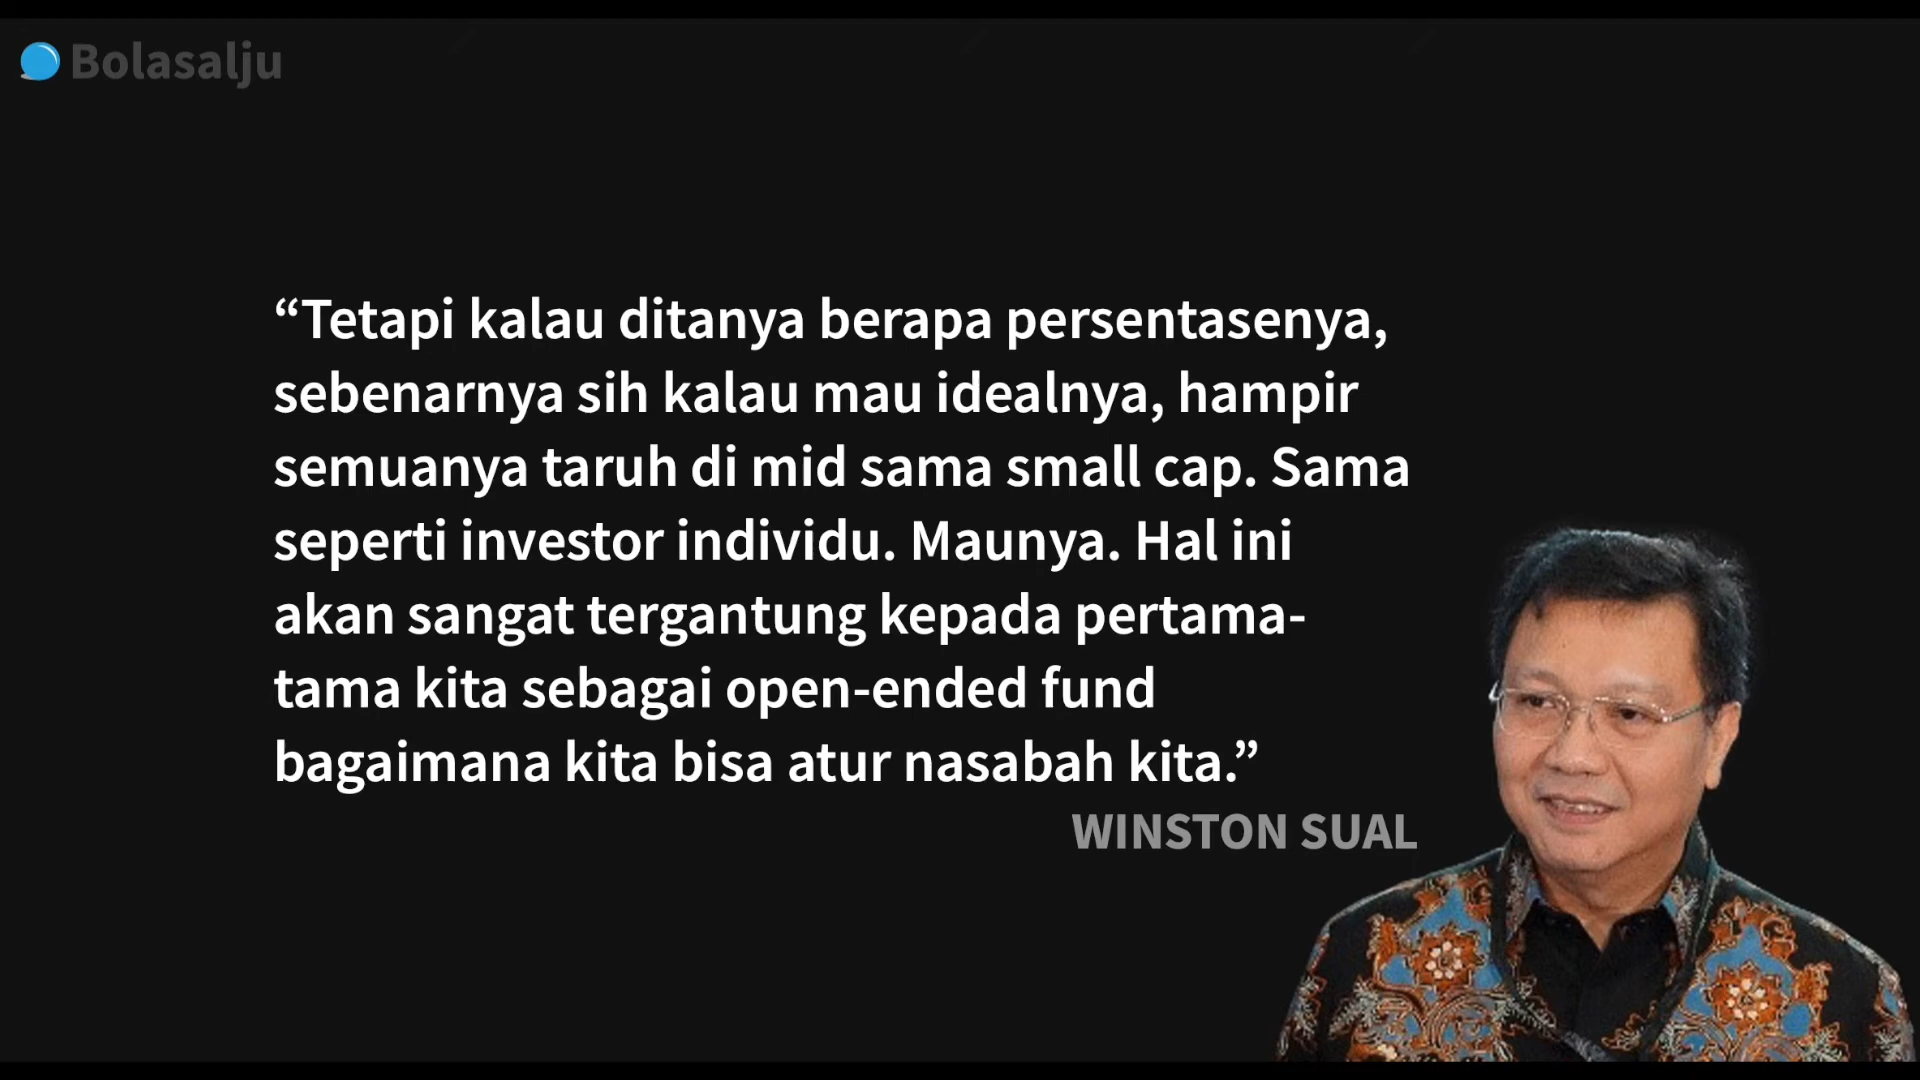 Bolasalju
“Tetapi kalau ditanya berapa persentasenya,
sebenarnya sih kalau mau idealnya, hampir
semuanya taruh di mid sama small cap. Sama
seperti investor individu. Maunya. Hal ini
akan sangat tergantung kepada pertama-
tama kita sebagai open-ended fund
bagaimana kita bisa atur nasabah kita.”
WINSTON SUAL